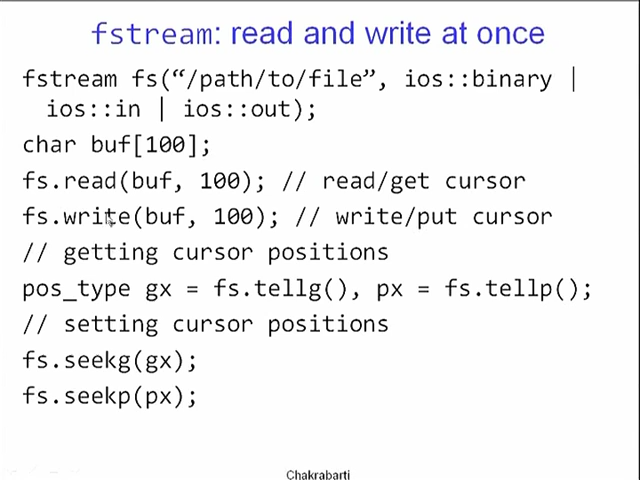 fstream: read and write at once
fstream fs(“/path/to/file”, ios::binary |
ios::in | ios::out);
char buf[100];
fs.read(buf, 100); // read/get cursor
fs.write(buf, 100); // write/put cursor
// getting cursor positions
pos_type gx = fs.tellg(), px = fs.tellp();
// setting cursor positions
fs.seekg(gx);
fs.seekp(px);
Chakrabarti